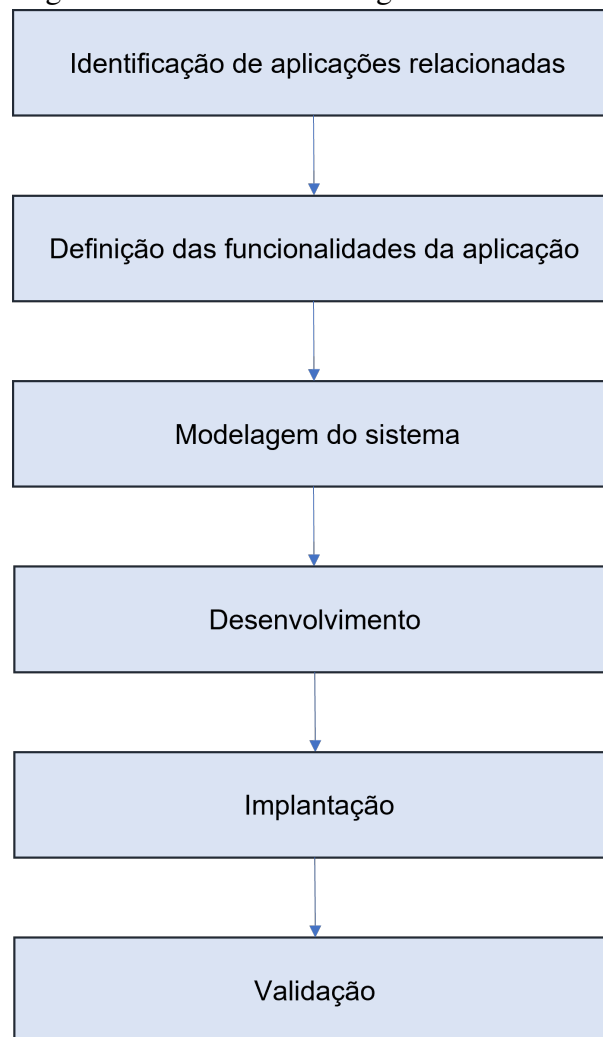 Identificação de aplicações relacionadas
Definição das funcionalidades da aplicação
Modelagem do sistema
Desenvolvimento
Implantação
Validação